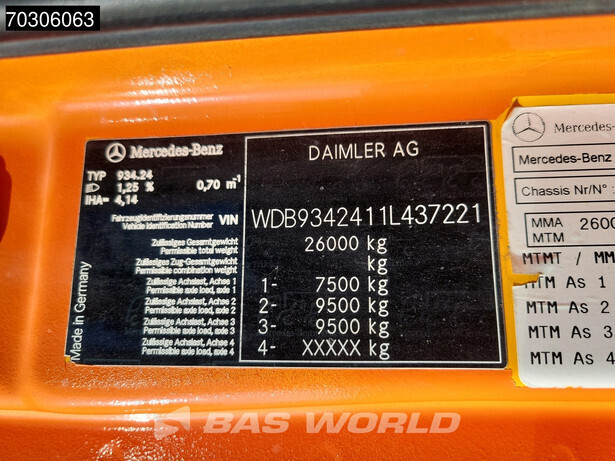 70306063
Mercedes-Benz
DAIMLER AG
TYP 934.24
1,25 % 0,70 m⁻¹
IHA= 4,14
Fahrzeugidentifizierungsnummer
Vehicle Identification Number
VIN
WDB9342411L437221
Zulässiges Gesamtgewicht
Permissible total weight
26000 kg
Zulässiges Zug-Gesamtgewicht
Permissible combination weight
kg
Zulässige Achslast, Achse 1
Permissible axle load, axle 1
1- 7500 kg
Zulässige Achslast, Achse 2
Permissible axle load, axle 2
2- 9500 kg
Zulässige Achslast, Achse 3
Permissible axle load, axle 3
3- 9500 kg
Zulässige Achslast, Achse 4
Permissible axle load, axle 4
4- XXXXX kg
Made in Germany
Mercedes-
Mercedes-Benz
Chassis Nr/N°
MMA
MTM
2600
MTMT / MM
MTM As 1
MTM As 2
MTM As 3
MTM As 4
BAS WORLD